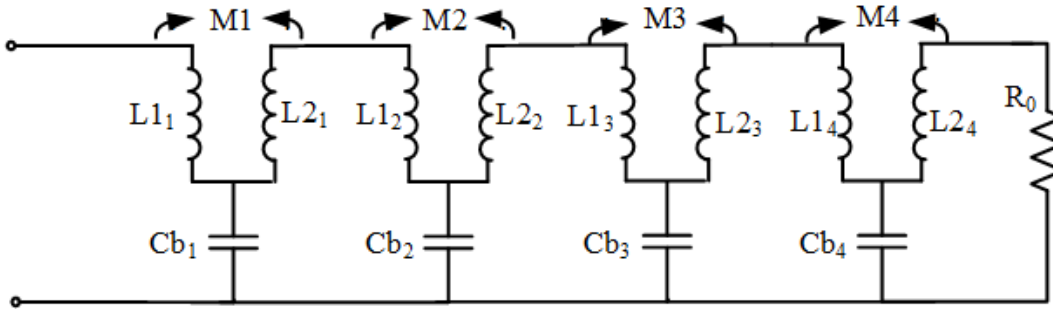 M1 M2 M3 M4
L1₁ L2₁ L1₂ L2₂ L1₃ L2₃ L1₄ L2₄ R₀
Cb₁ Cb₂ Cb₃ Cb₄